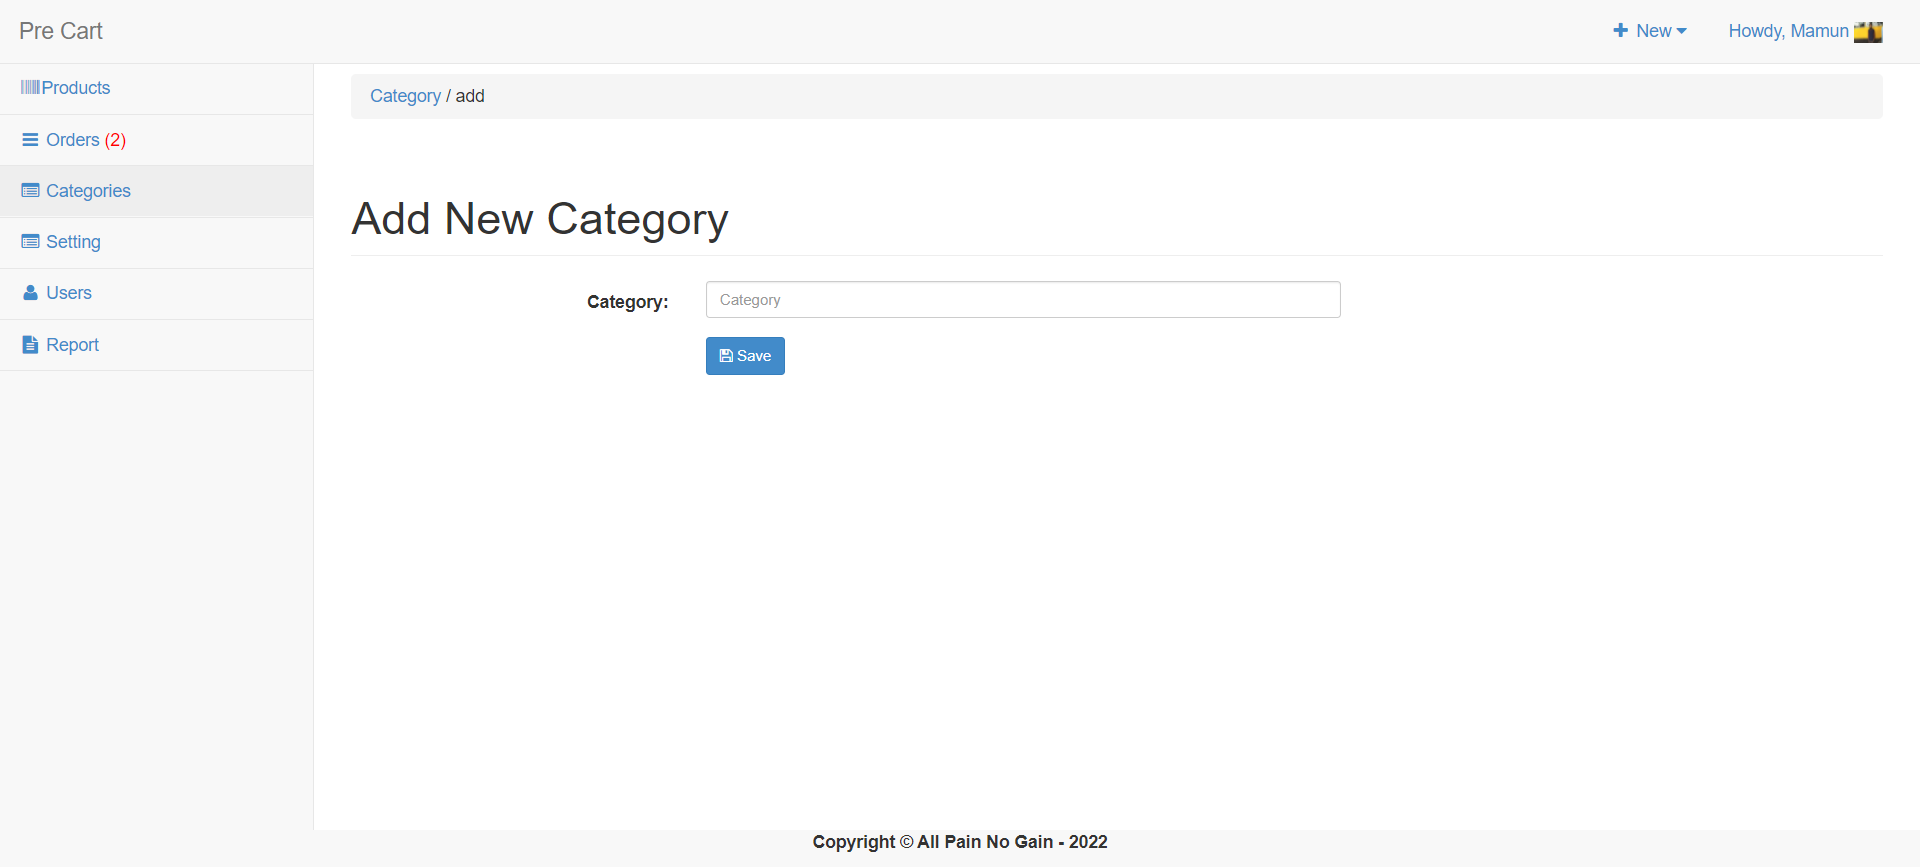 Pre Cart
New
Howdy, Mamun
Products
Orders (2)
Categories
Setting
Users
Report
Category / add
Add New Category
Category:
Category
Save
Copyright © All Pain No Gain - 2022